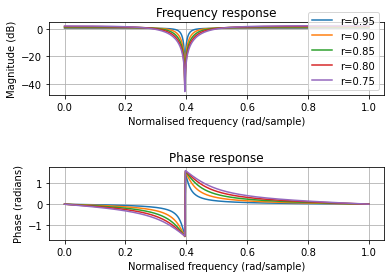 Frequency response
Magnitude (dB)
0
−20
−40
r=0.95
r=0.90
r=0.85
r=0.80
r=0.75
0.0 0.2 0.4 0.6 0.8 1.0
Normalised frequency (rad/sample)
Phase response
Phase (radians)
1
0
−1
0.0 0.2 0.4 0.6 0.8 1.0
Normalised frequency (rad/sample)